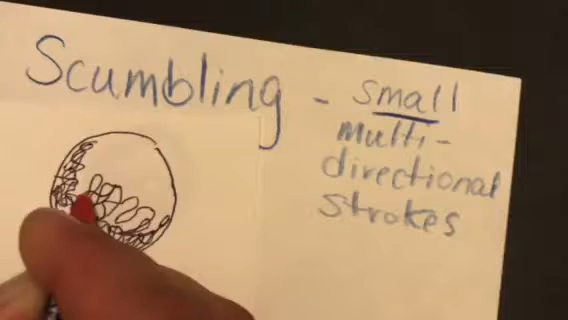 Scumbling - small
multi-
directional
strokes